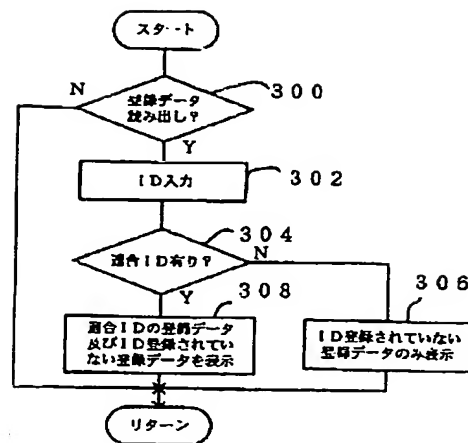 スタート
N
300
登録データ
読み出し?
Y
302
ID入力
304
適合ID有り?
N
Y
308
306
適合IDの登録データ
及びID登録されてい
ない登録データを表示
ID登録されていない
登録データのみ表示
リターン